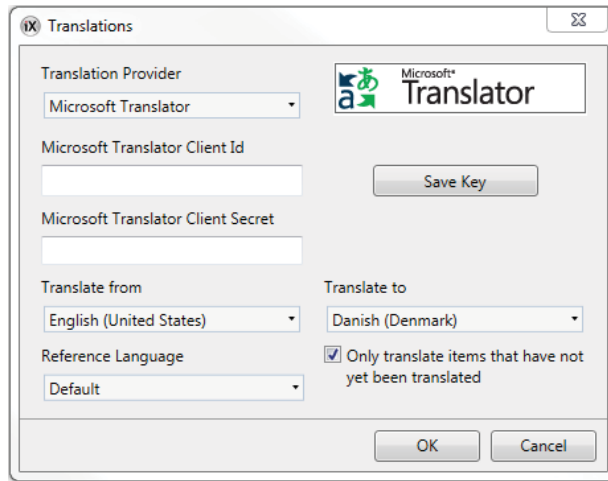 iX Translations
Translation Provider
Microsoft Translator
Microsoft®
Translator
a あ
Microsoft Translator Client Id
Save Key
Microsoft Translator Client Secret
Translate from
Translate to
English (United States)
Danish (Denmark)
Reference Language
Only translate items that have not
yet been translated
Default
OK
Cancel